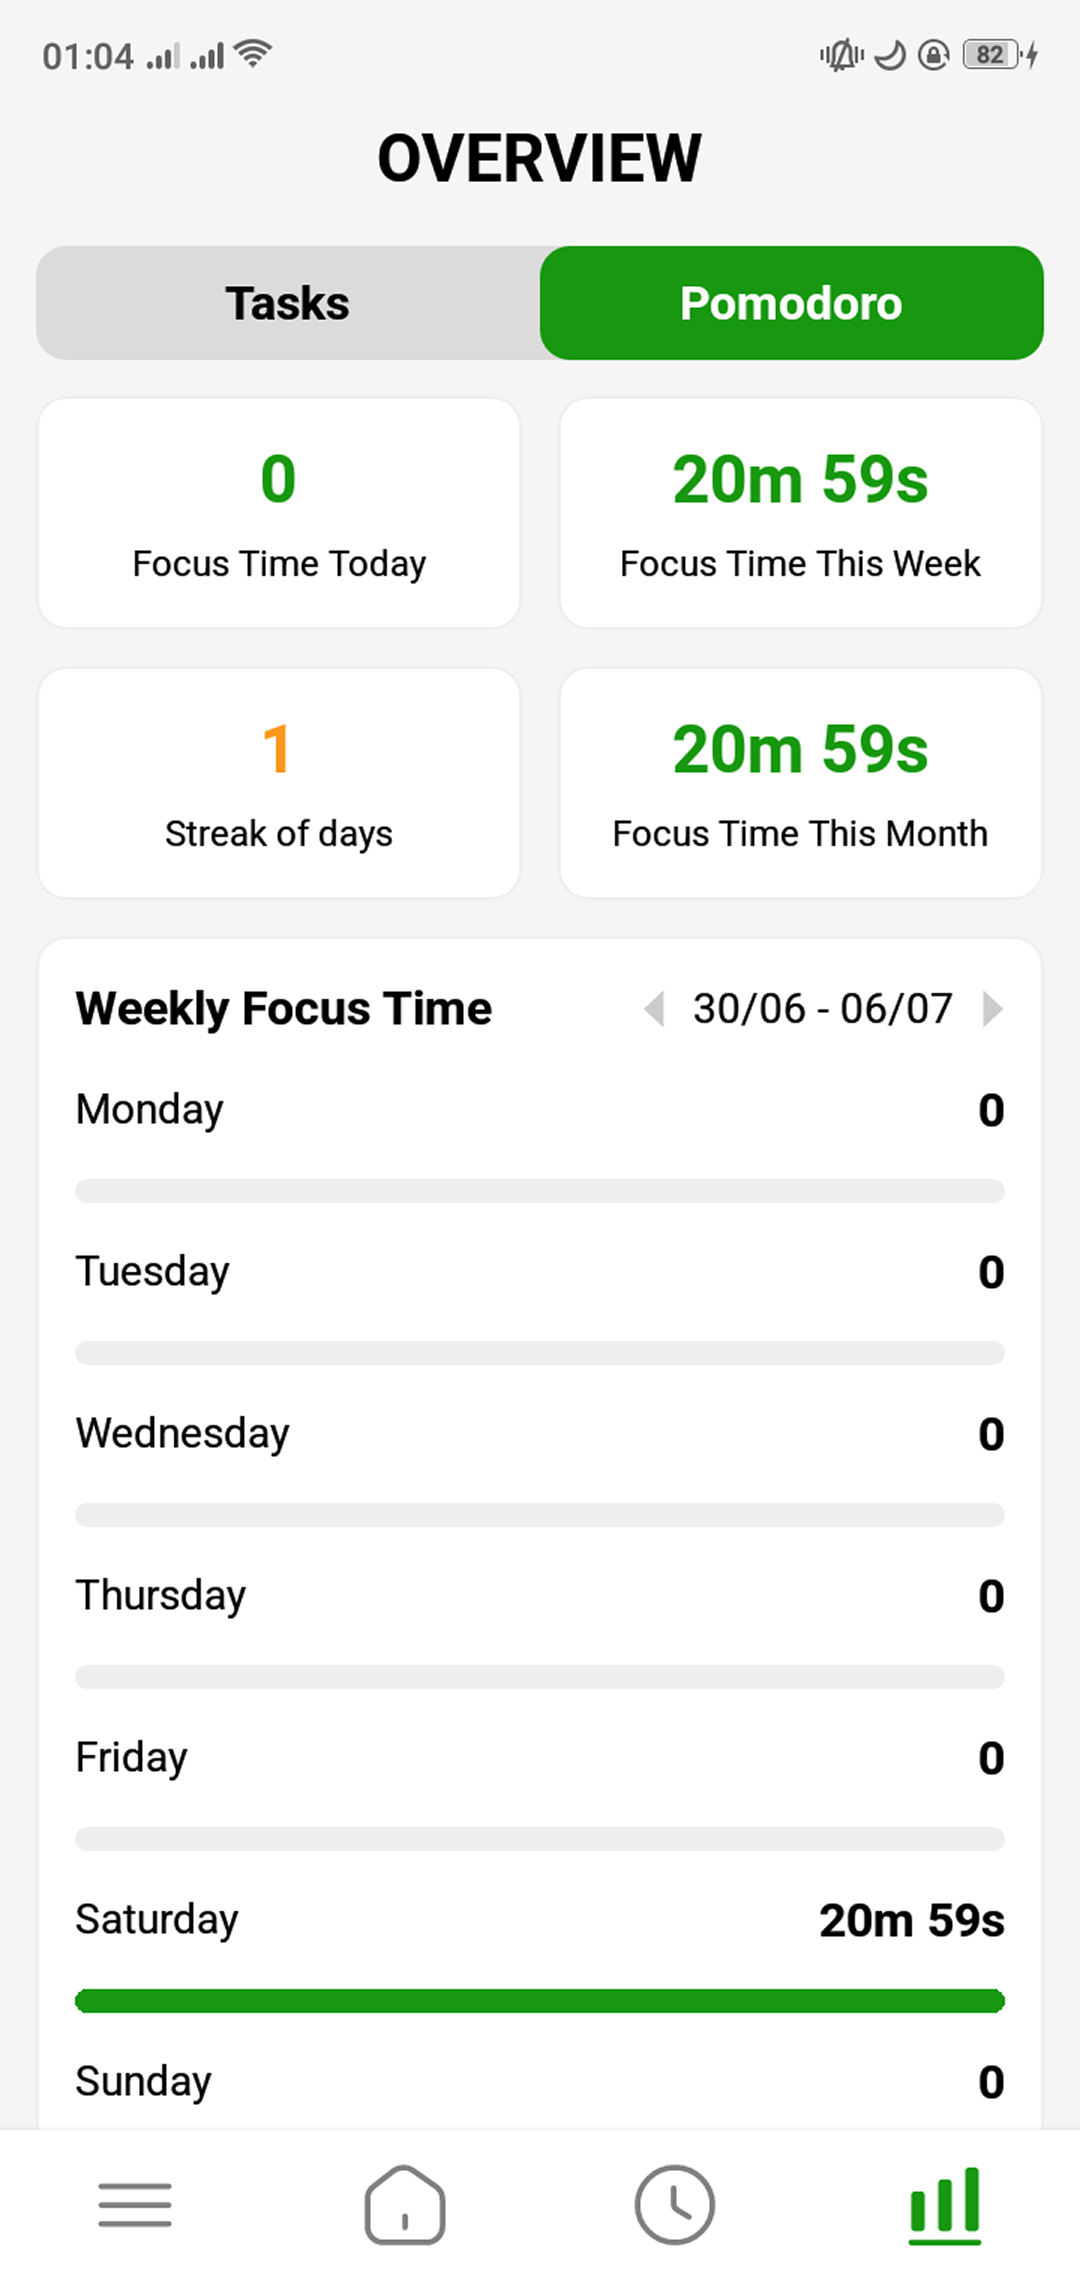 01:04 82
OVERVIEW
Tasks Pomodoro
0 20m 59s
Focus Time Today Focus Time This Week
1 20m 59s
Streak of days Focus Time This Month
Weekly Focus Time 30/06 - 06/07
Monday 0
Tuesday 0
Wednesday 0
Thursday 0
Friday 0
Saturday 20m 59s
Sunday 0